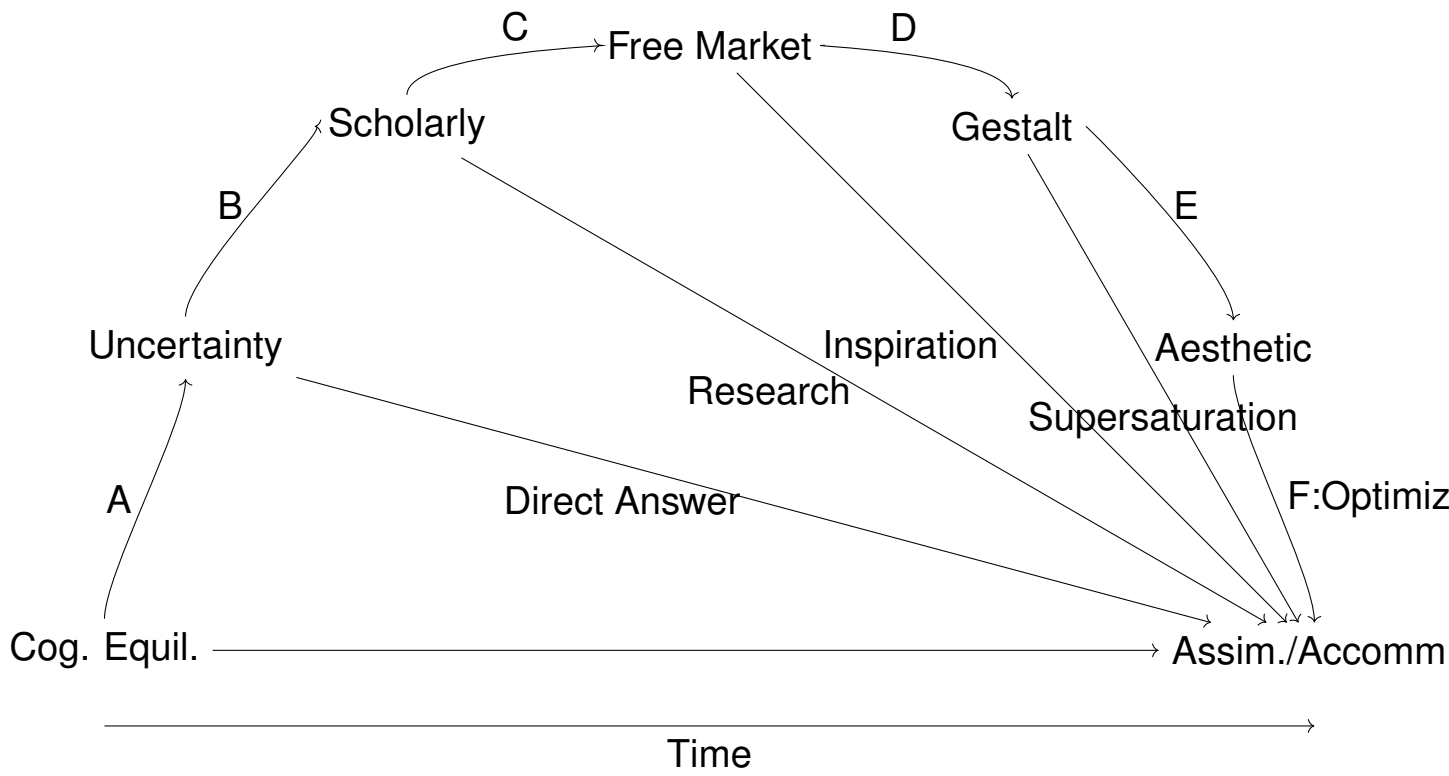 C
D
Free Market
Scholarly
Gestalt
B
E
Uncertainty
Inspiration
Aesthetic
Research
Supersaturation
A
Direct Answer
F:Optimiz
Cog. Equil.
Assim./Accomm
Time